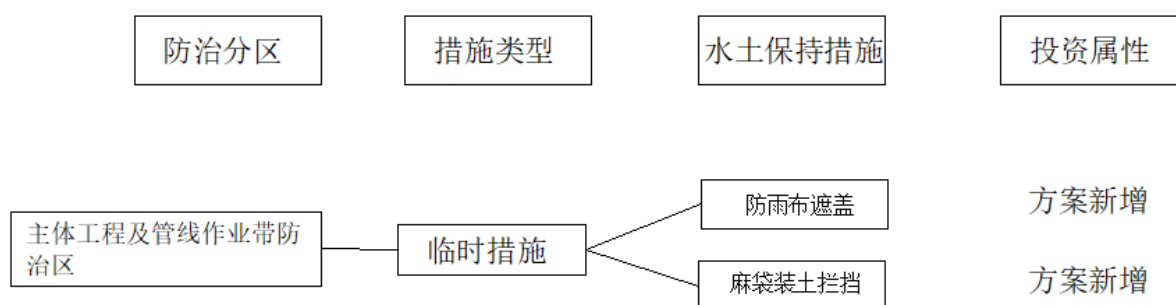 防治分区
措施类型
水土保持措施
投资属性
防雨布遮盖
方案新增
主体工程及管线作业带防
治区
临时措施
麻袋装土拦挡
方案新增